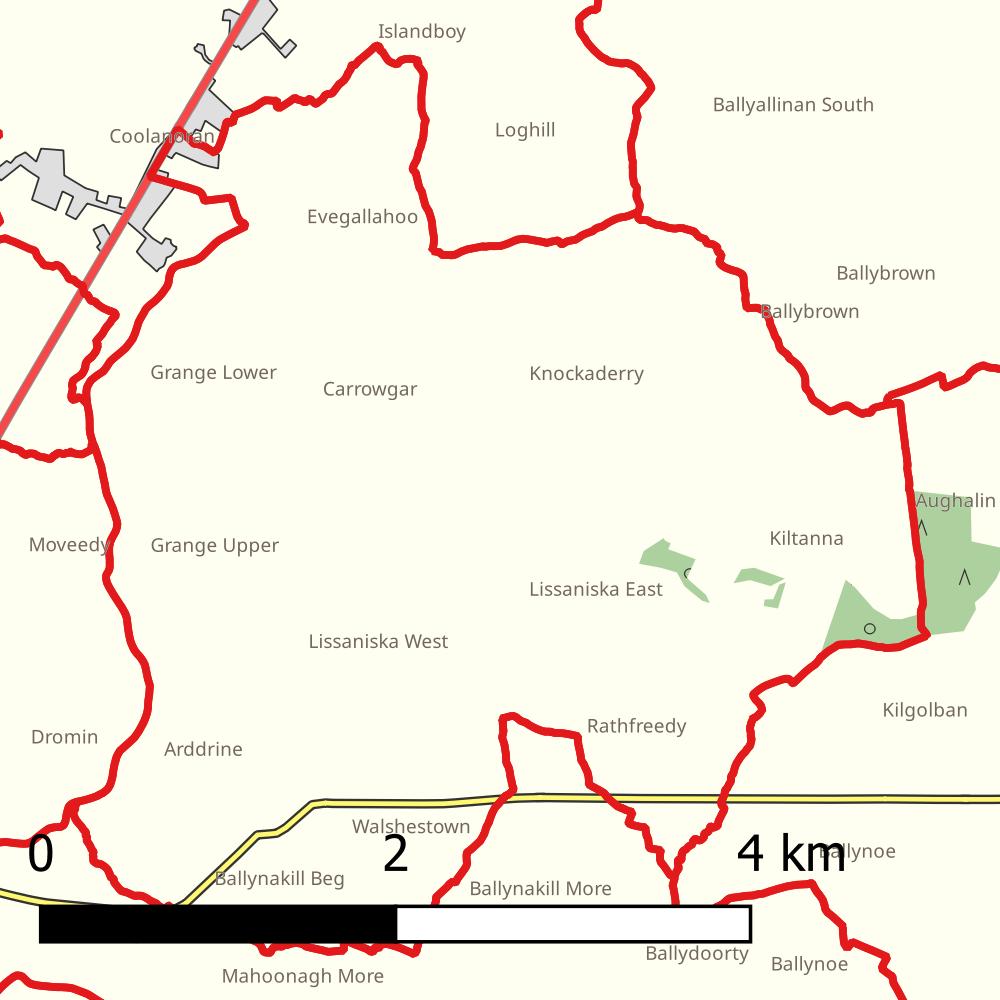 Islandboy
Ballyallinan South
Loghill
Coolanoran
Evegallahoo
Ballybrown
Ballybrown
Grange Lower
Knockaderry
Carrowgar
Aughalin
Kiltanna
Moveedy
Grange Upper
Lissaniska East
Lissaniska West
Kilgolban
Rathfreedy
Dromin
Arddrine
Walshestown
0 2 4 km
Ballynoe
Ballynakill Beg
Ballynakill More
Ballydoorty
Ballynoe
Mahoonagh More